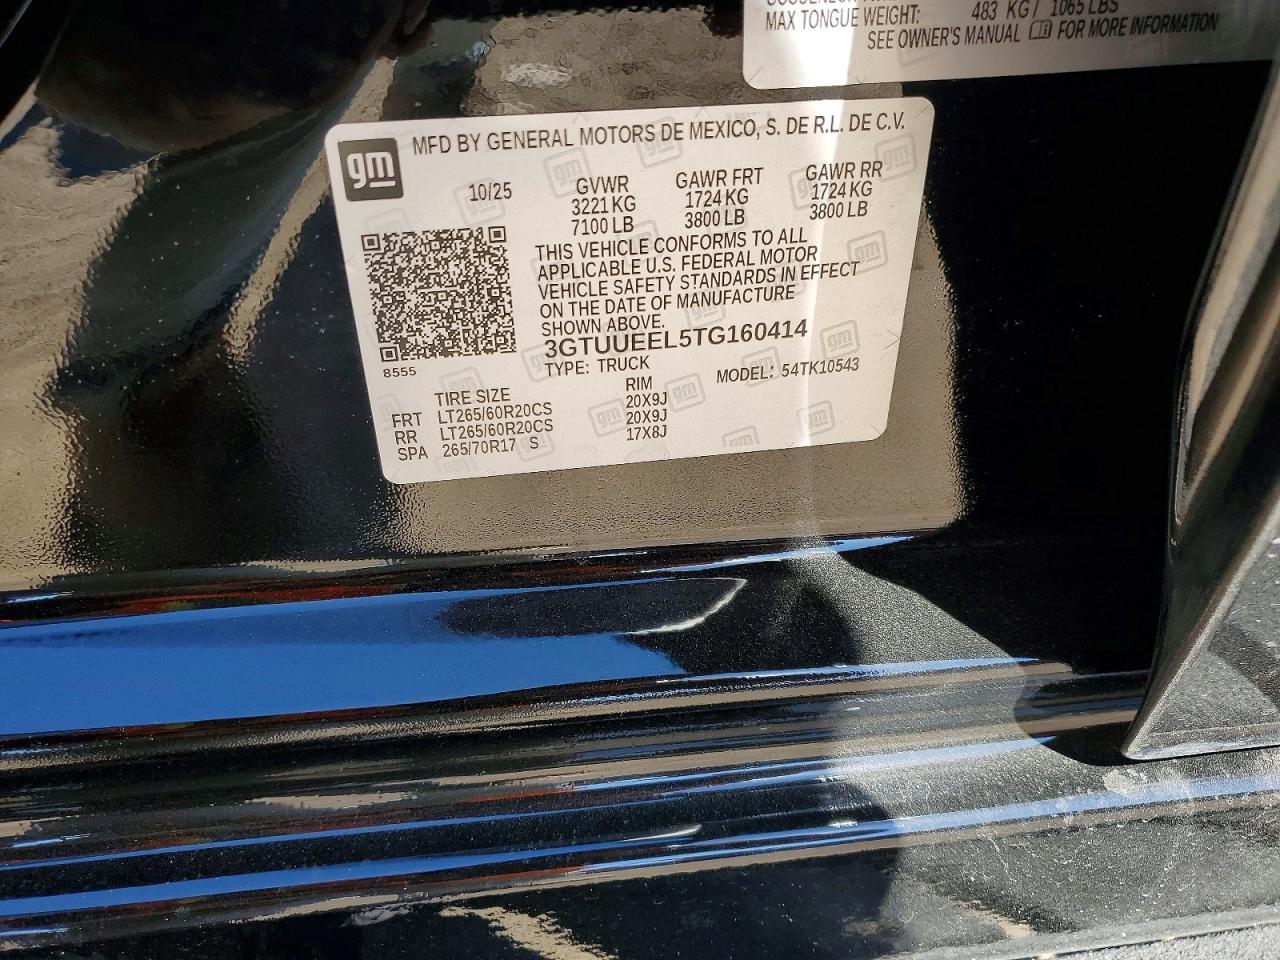 MAX TONGUE WEIGHT: 483 KG / 1065 LBS
SEE OWNER'S MANUAL FOR MORE INFORMATION
gm
MFD BY GENERAL MOTORS DE MEXICO, S. DE R.L. DE C.V.
10/25 GVWR GAWR FRT GAWR RR
3221 KG 1724 KG 1724 KG
7100 LB 3800 LB 3800 LB
THIS VEHICLE CONFORMS TO ALL
APPLICABLE U.S. FEDERAL MOTOR
VEHICLE SAFETY STANDARDS IN EFFECT
ON THE DATE OF MANUFACTURE
SHOWN ABOVE.
3GTUUEEL5TG160414
8555
TYPE: TRUCK MODEL: 54TK10543
TIRE SIZE RIM
FRT LT265/60R20CS 20X9J
RR LT265/60R20CS 20X9J
SPA 265/70R17 S 17X8J